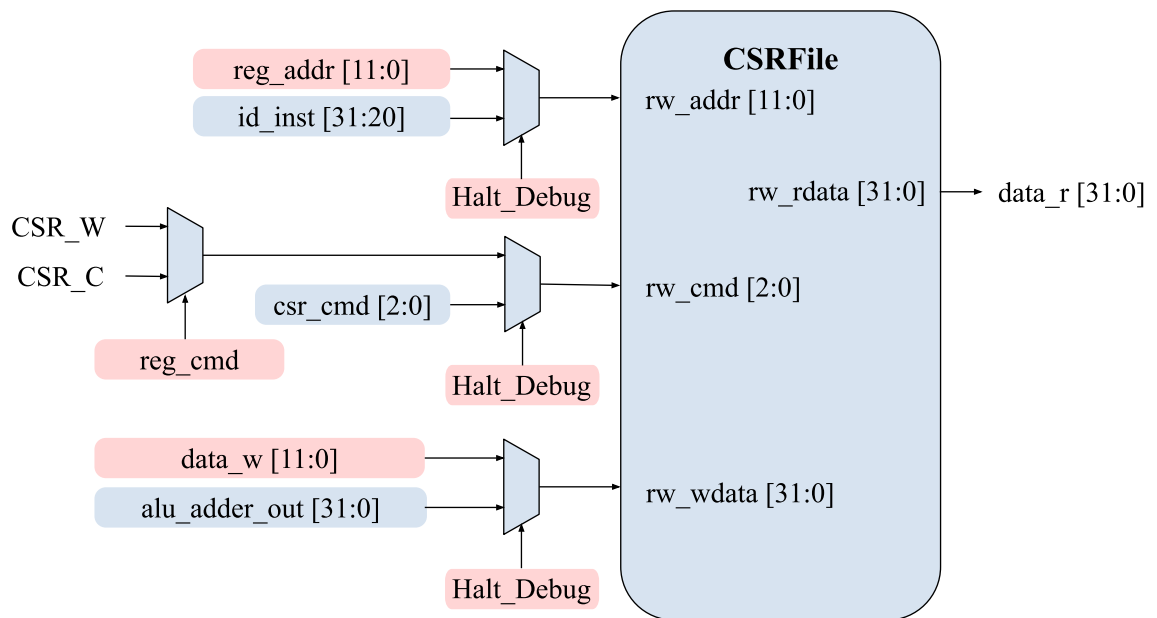 CSRFile
reg_addr [11:0]
id_inst [31:20]
rw_addr [11:0]
Halt_Debug
rw_rdata [31:0]
data_r [31:0]
CSR_W
CSR_C
csr_cmd [2:0]
rw_cmd [2:0]
reg_cmd
Halt_Debug
data_w [11:0]
alu_adder_out [31:0]
rw_wdata [31:0]
Halt_Debug